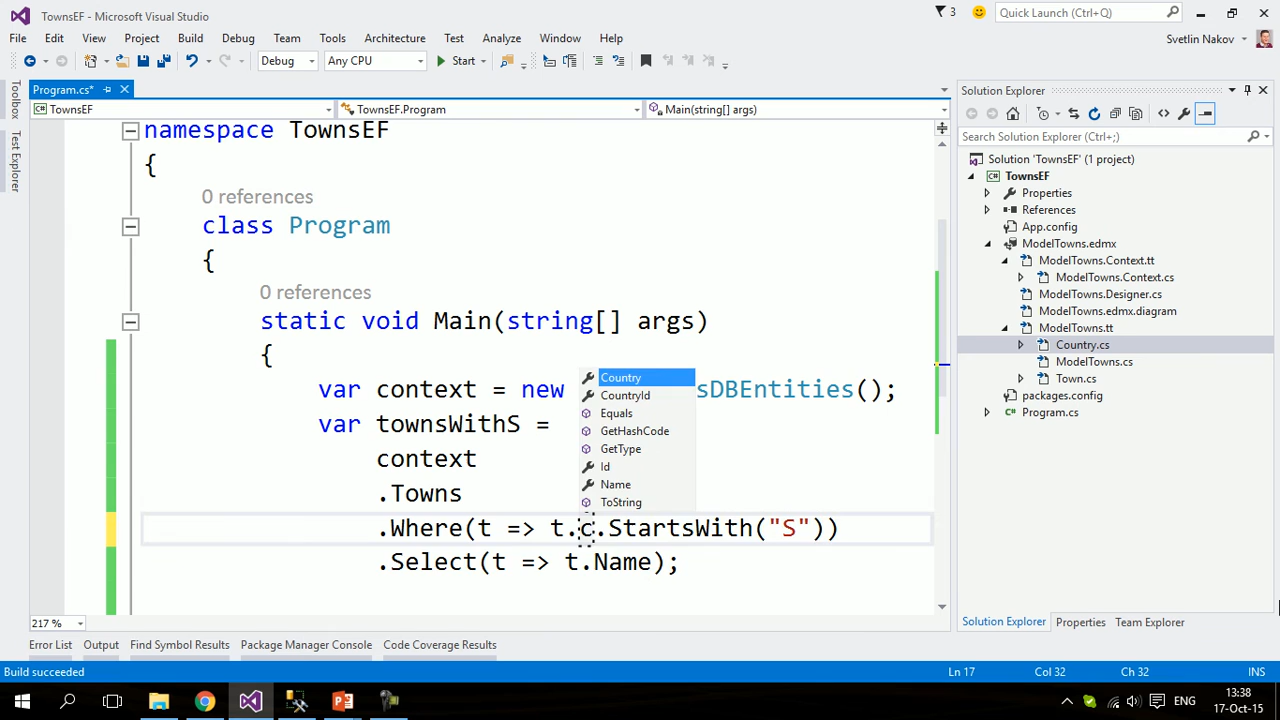 TownsEF - Microsoft Visual Studio
3
Quick Launch (Ctrl+Q)
File Edit View Project Build Debug Team Tools Architecture Test Analyze Window Help
Svetlin Nakov
Debug Any CPU Start
Toolbox
Test Explorer
Program.cs*
TownsEF TownsEF.Program Main(string[] args)
namespace TownsEF
{
0 references
class Program
{
0 references
static void Main(string[] args)
{
var context = new sDBEntities();
var townsWithS =
context
.Towns
.Where(t => t.c.StartsWith("S"))
.Select(t => t.Name);
Country
CountryId
Equals
GetHashCode
GetType
Id
Name
ToString
217 %
Solution Explorer
Search Solution Explorer (Ctrl+;)
Solution 'TownsEF' (1 project)
TownsEF
Properties
References
App.config
ModelTowns.edmx
ModelTowns.Context.tt
ModelTowns.Context.cs
ModelTowns.Designer.cs
ModelTowns.edmx.diagram
ModelTowns.tt
Country.cs
ModelTowns.cs
Town.cs
packages.config
Program.cs
Solution Explorer Properties Team Explorer
Error List Output Find Symbol Results Package Manager Console Code Coverage Results
Build succeeded Ln 17 Col 32 Ch 32 INS
ENG
13:38
17-Oct-15